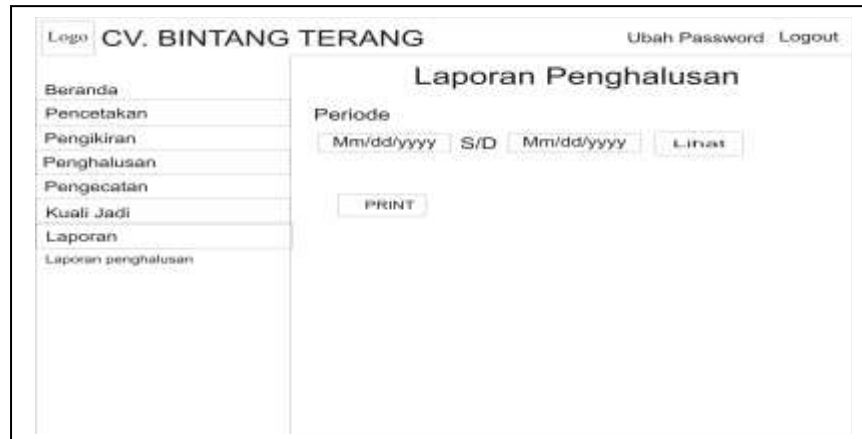 Logo CV. BINTANG TERANG Ubah Password Logout
Laporan Penghalusan
Beranda
Pencetakan
Pengikiran
Penghalusan
Pengecatan
Kuali Jadi
Laporan
Laporan penghalusan
Periode
Mm/dd/yyyy S/D Mm/dd/yyyy Lihat
PRINT